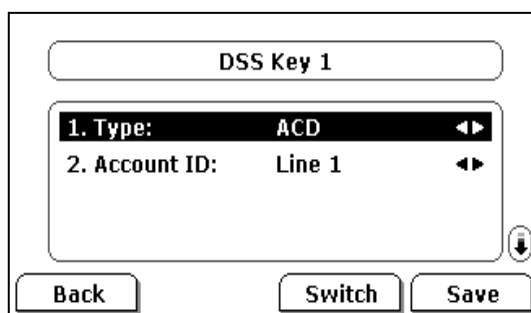 DSS Key 1
1. Type: ACD
2. Account ID: Line 1
Back Switch Save